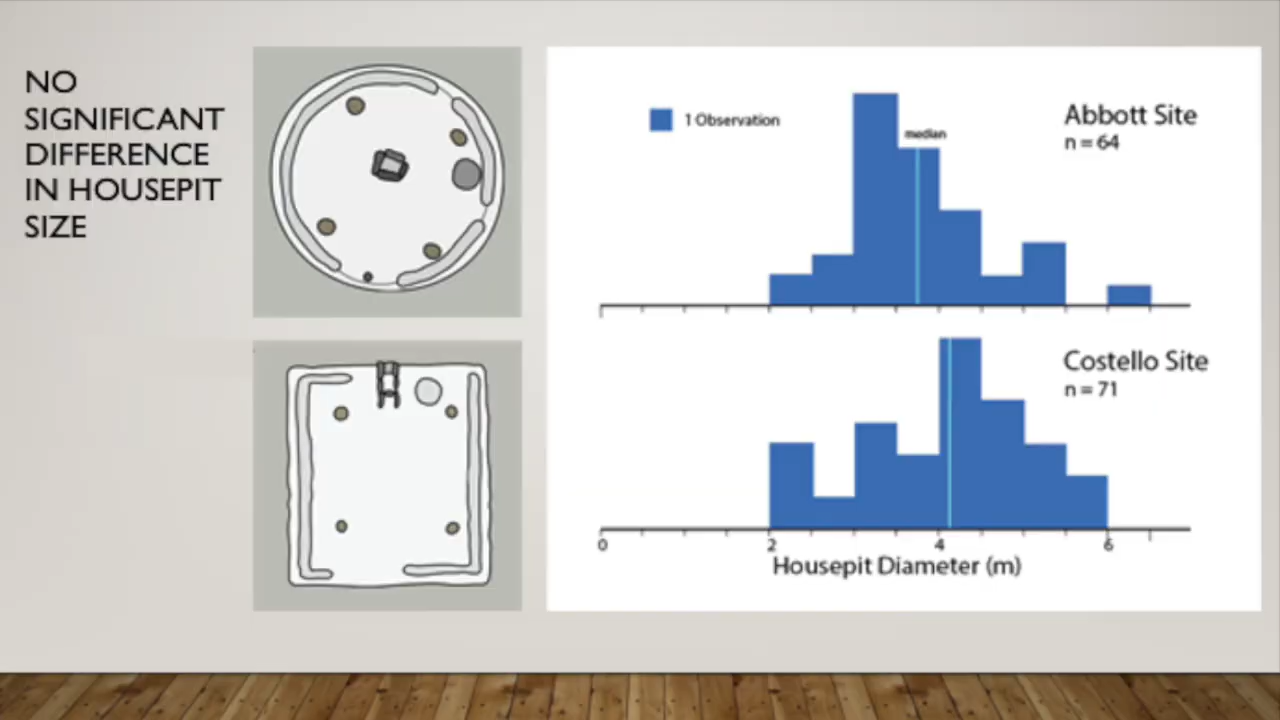 NO
SIGNIFICANT
DIFFERENCE
IN HOUSEPIT
SIZE
1 Observation
median
Abbott Site
n = 64
Costello Site
n = 71
0 2 4 6
Housepit Diameter (m)